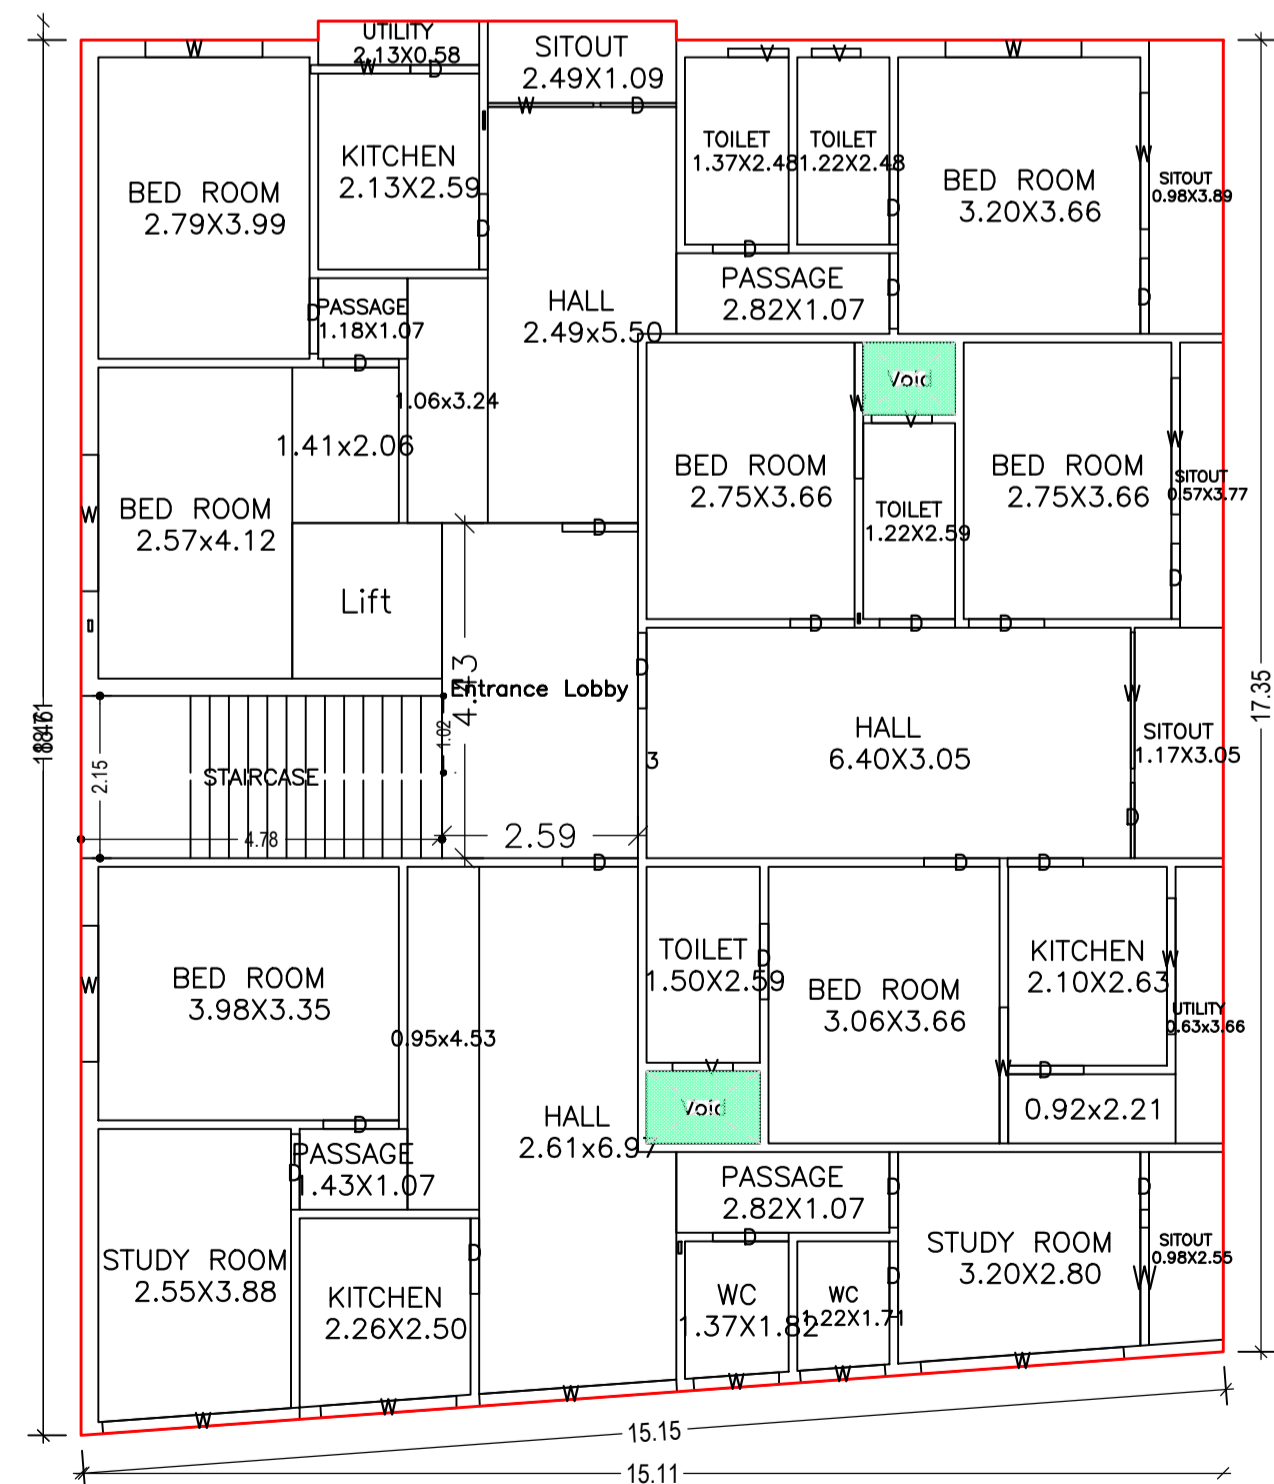 W
UTILITY
2.13X0.58
W
D
SITOUT
2.49X1.09
W
D
V
V
W
BED ROOM
2.79X3.99
KITCHEN
2.13X2.59
D
TOILET
1.37X2.48
TOILET
1.22X2.48
D
BED ROOM
3.20X3.66
W
SITOUT
0.98X3.89
D
D
PASSAGE
2.82X1.07
D
D
PASSAGE
1.18X1.07
D
HALL
2.49x5.50
Void
V
W
1.06x3.24
1.41x2.06
BED ROOM
2.57x4.12
W
BED ROOM
2.75X3.66
TOILET
1.22X2.59
BED ROOM
2.75X3.66
W
SITOUT
0.57X3.77
D
D
D
D
D
Lift
4.43
Entrance Lobby
D
1.02
HALL
6.40X3.05
3
W
SITOUT
1.17X3.05
D
17.35
2.15
STAIRCASE
4.78
2.59
D
D
D
BED ROOM
3.98X3.35
W
0.95x4.53
TOILET
1.50X2.59
D
BED ROOM
3.06X3.66
KITCHEN
2.10X2.63
W
UTILITY
0.63x3.66
V
W
D
Void
0.92x2.21
HALL
2.61x6.97
D
D
PASSAGE
1.43X1.07
PASSAGE
2.82X1.07
D
D
D
STUDY ROOM
2.55X3.88
KITCHEN
2.26X2.50
D
WC
1.37X1.82
WC
1.22X1.71
D
STUDY ROOM
3.20X2.80
W
SITOUT
0.98X2.55
W
W
W
W
W
W
15.15
15.11